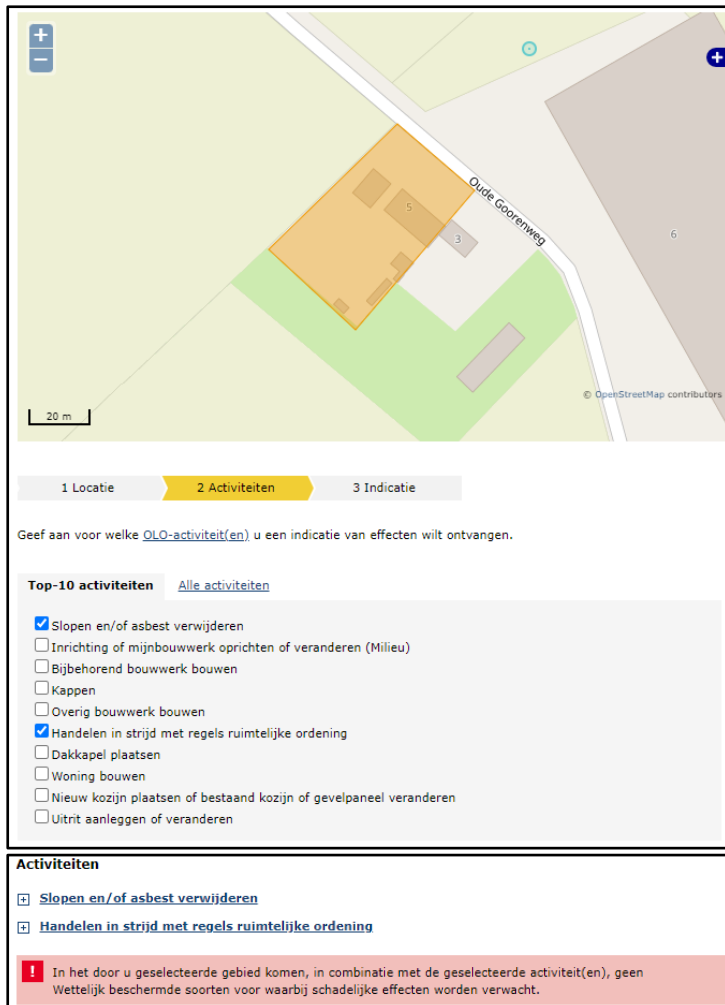 +
−
+
Oude Goorenweg
5
3
6
© OpenStreetMap contributors
20 m
1 Locatie 2 Activiteiten 3 Indicatie
Geef aan voor welke OLO-activiteit(en) u een indicatie van effecten wilt ontvangen.
Top-10 activiteiten Alle activiteiten
Slopen en/of asbest verwijderen
Inrichting of mijnbouwwerk oprichten of veranderen (Milieu)
Bijbehorend bouwwerk bouwen
Kappen
Overig bouwwerk bouwen
Handelen in strijd met regels ruimtelijke ordening
Dakkapel plaatsen
Woning bouwen
Nieuw kozijn plaatsen of bestaand kozijn of gevelpaneel veranderen
Uitrit aanleggen of veranderen
Activiteiten
Slopen en/of asbest verwijderen
Handelen in strijd met regels ruimtelijke ordening
! In het door u geselecteerde gebied komen, in combinatie met de geselecteerde activiteit(en), geen
Wettelijk beschermde soorten voor waarbij schadelijke effecten worden verwacht.